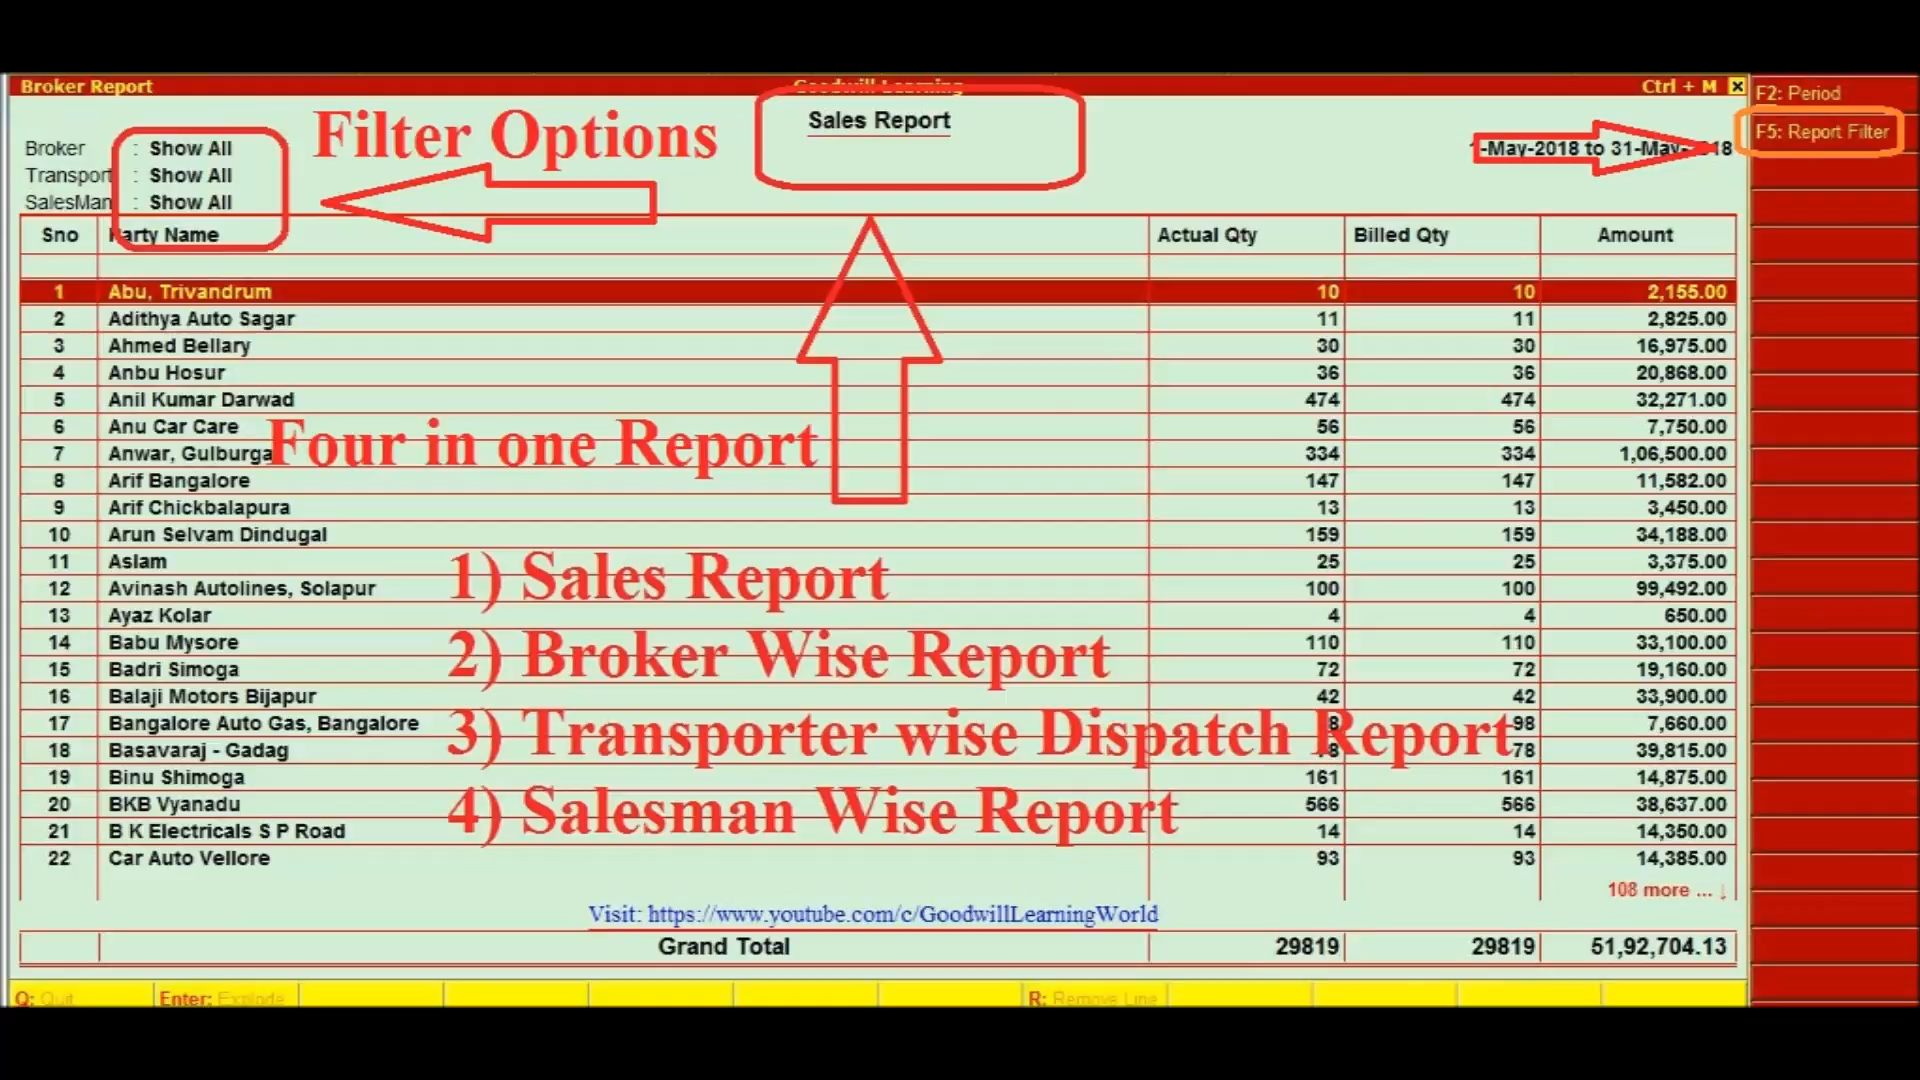 Broker Report Goodwill Learning Ctrl + M
F2: Period
Filter Options
Sales Report
F5: Report Filter
Broker : Show All
-May-2018 to 31-May- 18
Transport : Show All
SalesMan : Show All
Sno Party Name Actual Qty Billed Qty Amount
1 Abu, Trivandrum 10 10 2,155.00
2 Adithya Auto Sagar 11 11 2,825.00
3 Ahmed Bellary 30 30 16,975.00
4 Anbu Hosur 36 36 20,868.00
5 Anil Kumar Darwad 474 474 32,271.00
6 Anu Car Care 56 56 7,750.00
Four in one Report
7 Anwar, Gulburga 334 334 1,06,500.00
8 Arif Bangalore 147 147 11,582.00
9 Arif Chickbalapura 13 13 3,450.00
10 Arun Selvam Dindugal 159 159 34,188.00
11 Aslam 25 25 3,375.00
1) Sales Report
12 Avinash Autolines, Solapur 100 100 99,492.00
13 Ayaz Kolar 4 4 650.00
14 Babu Mysore 110 110 33,100.00
2) Broker Wise Report
15 Badri Simoga 72 72 19,160.00
16 Balaji Motors Bijapur 42 42 33,900.00
17 Bangalore Auto Gas, Bangalore 98 7,660.00
3) Transporter wise Dispatch Report
18 Basavaraj - Gadag 78 39,815.00
19 Binu Shimoga 161 161 14,875.00
20 BKB Vyanadu 566 566 38,637.00
4) Salesman Wise Report
21 B K Electricals S P Road 14 14 14,350.00
22 Car Auto Vellore 93 93 14,385.00
108 more ... ↓
Visit: https://www.youtube.com/c/GoodwillLearningWorld
Grand Total 29819 29819 51,92,704.13
Q: Quit Enter: Explode R: Remove Line